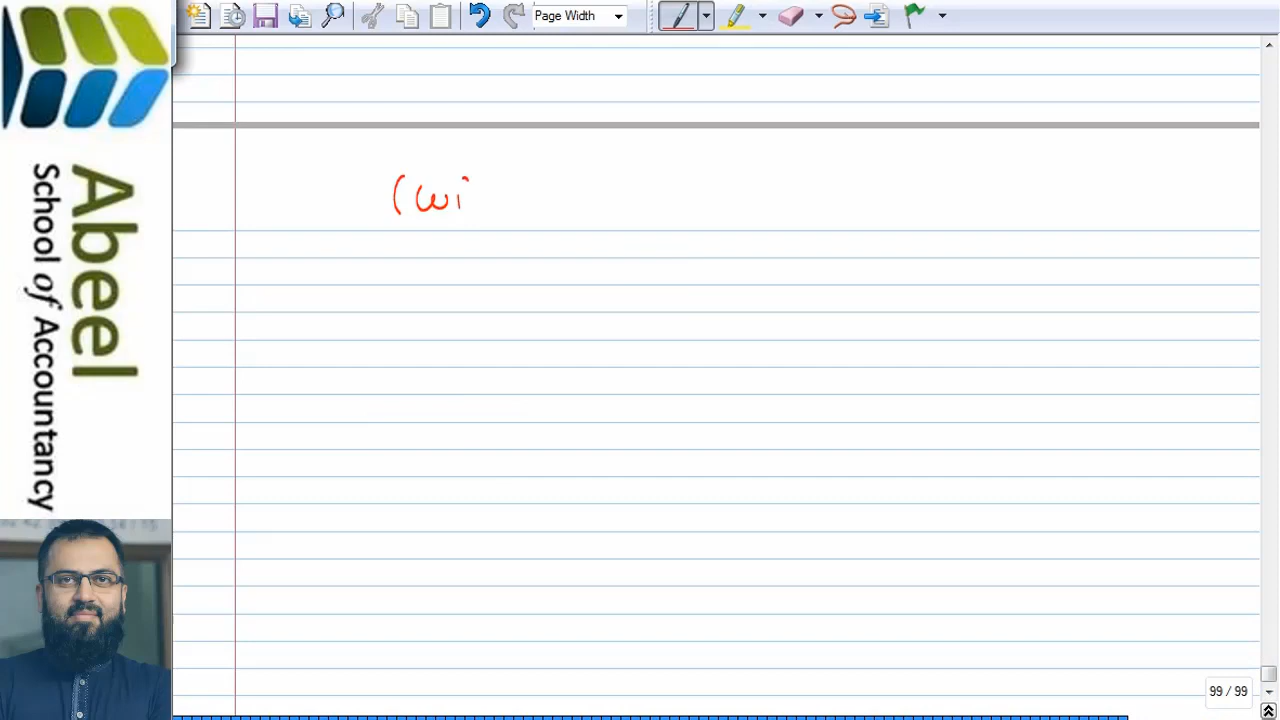 Page Width
Abeel
School of Accountancy
(wi
99 / 99